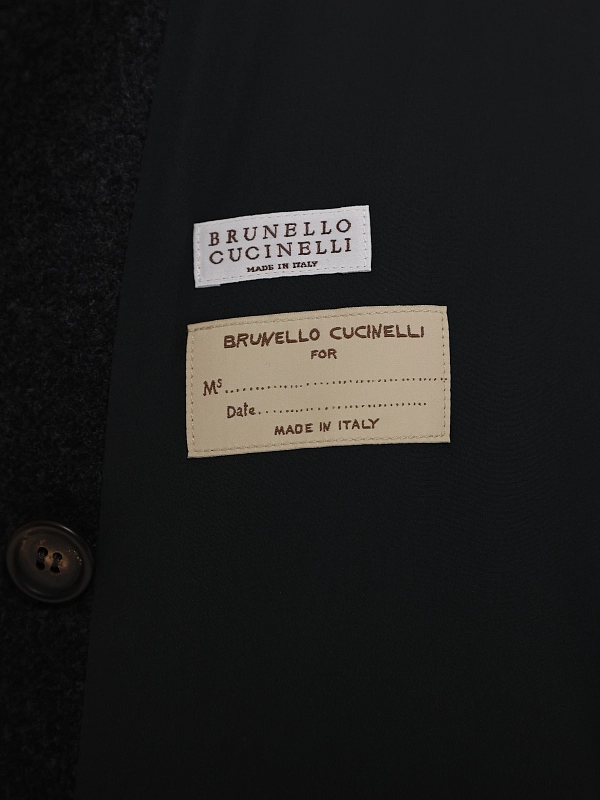 BRUNELLO
CUCINELLI
MADE IN ITALY
BRUNELLO CUCINELLI
FOR
Ms................................................
Date....................................
MADE IN ITALY